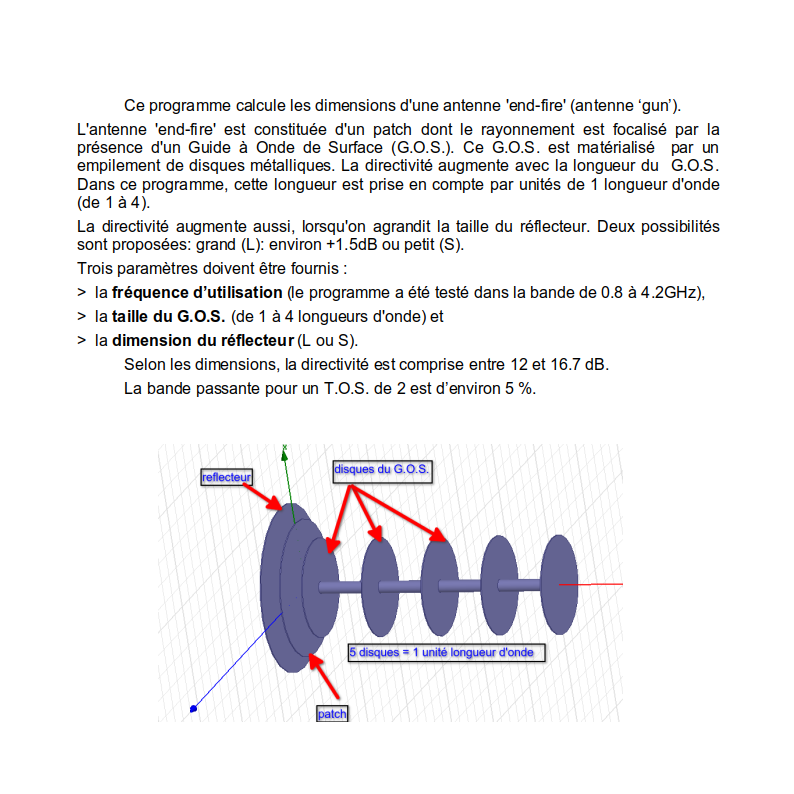 Ce programme calcule les dimensions d'une antenne 'end-fire' (antenne ‘gun’).
L'antenne 'end-fire' est constituée d'un patch dont le rayonnement est focalisé par la
présence d'un Guide à Onde de Surface (G.O.S.). Ce G.O.S. est matérialisé par un
empilement de disques métalliques. La directivité augmente avec la longueur du G.O.S.
Dans ce programme, cette longueur est prise en compte par unités de 1 longueur d'onde
(de 1 à 4).
La directivité augmente aussi, lorsqu'on agrandit la taille du réflecteur. Deux possibilités
sont proposées: grand (L): environ +1.5dB ou petit (S).
Trois paramètres doivent être fournis :
> la fréquence d’utilisation (le programme a été testé dans la bande de 0.8 à 4.2GHz),
> la taille du G.O.S. (de 1 à 4 longueurs d'onde) et
> la dimension du réflecteur (L ou S).
Selon les dimensions, la directivité est comprise entre 12 et 16.7 dB.
La bande passante pour un T.O.S. de 2 est d’environ 5 %.
x
disques du G.O.S.
reflecteur
5 disques = 1 unité longueur d'onde
patch